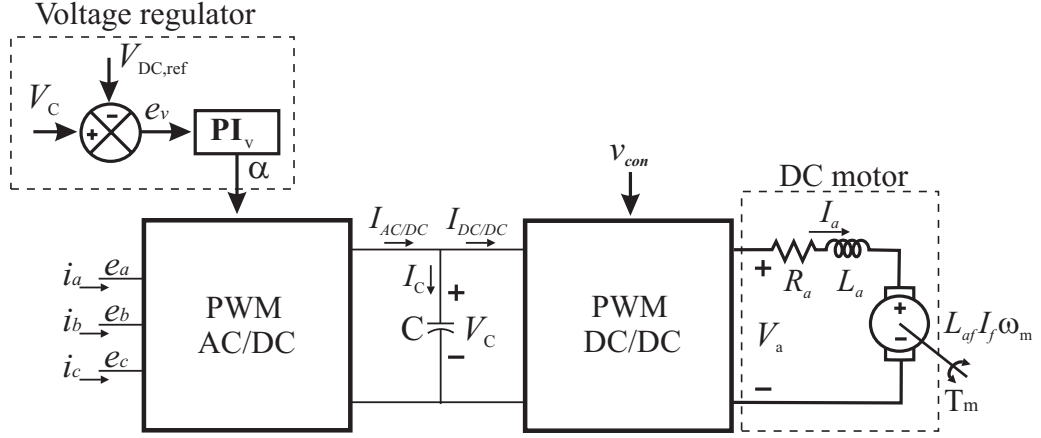 Voltage regulator
V_DC,ref
V_C
e_v
PI_v
α
v_con
DC motor
I_AC/DC
I_DC/DC
I_a
I_C
R_a
L_a
i_a
e_a
i_b
e_b
i_c
e_c
PWM
AC/DC
C
V_C
PWM
DC/DC
V_a
L_af I_f ω_m
T_m